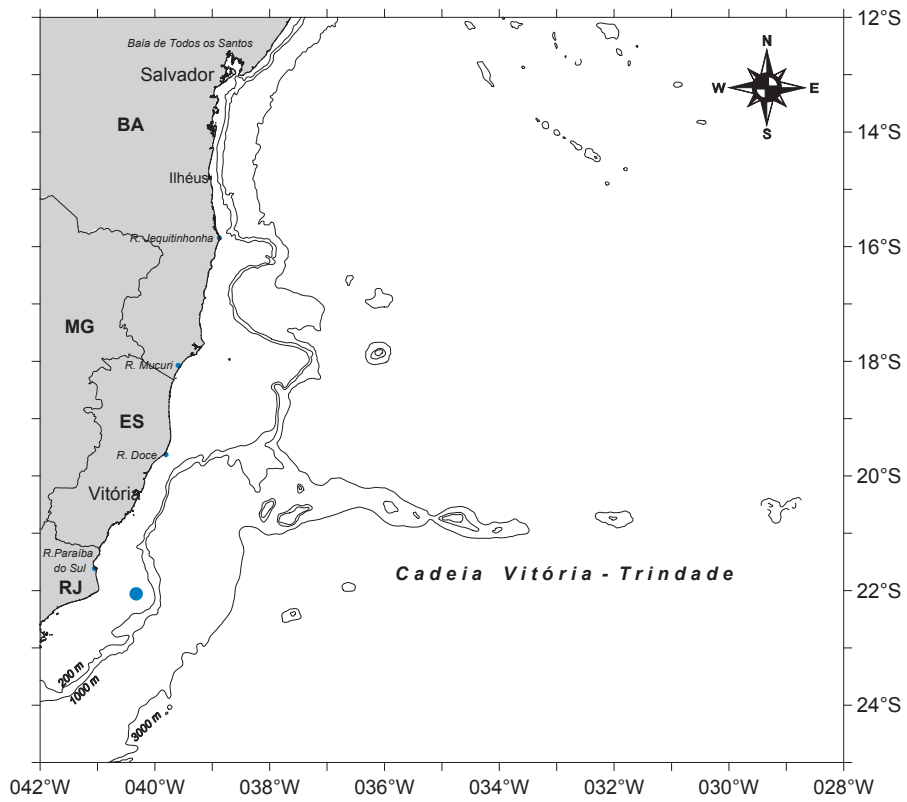 12°S
Baía de Todos os Santos
N
Salvador
W
E
S
BA
14°S
Ilhéus
R. Jequitinhonha
16°S
MG
R. Mucuri
18°S
ES
R. Doce
20°S
Vitória
R.Paraíba
do Sul
Cadeia Vitória - Trindade
RJ
22°S
200 m
1000 m
3000 m
24°S
042°W 040°W 038°W 036°W 034°W 032°W 030°W 028°W